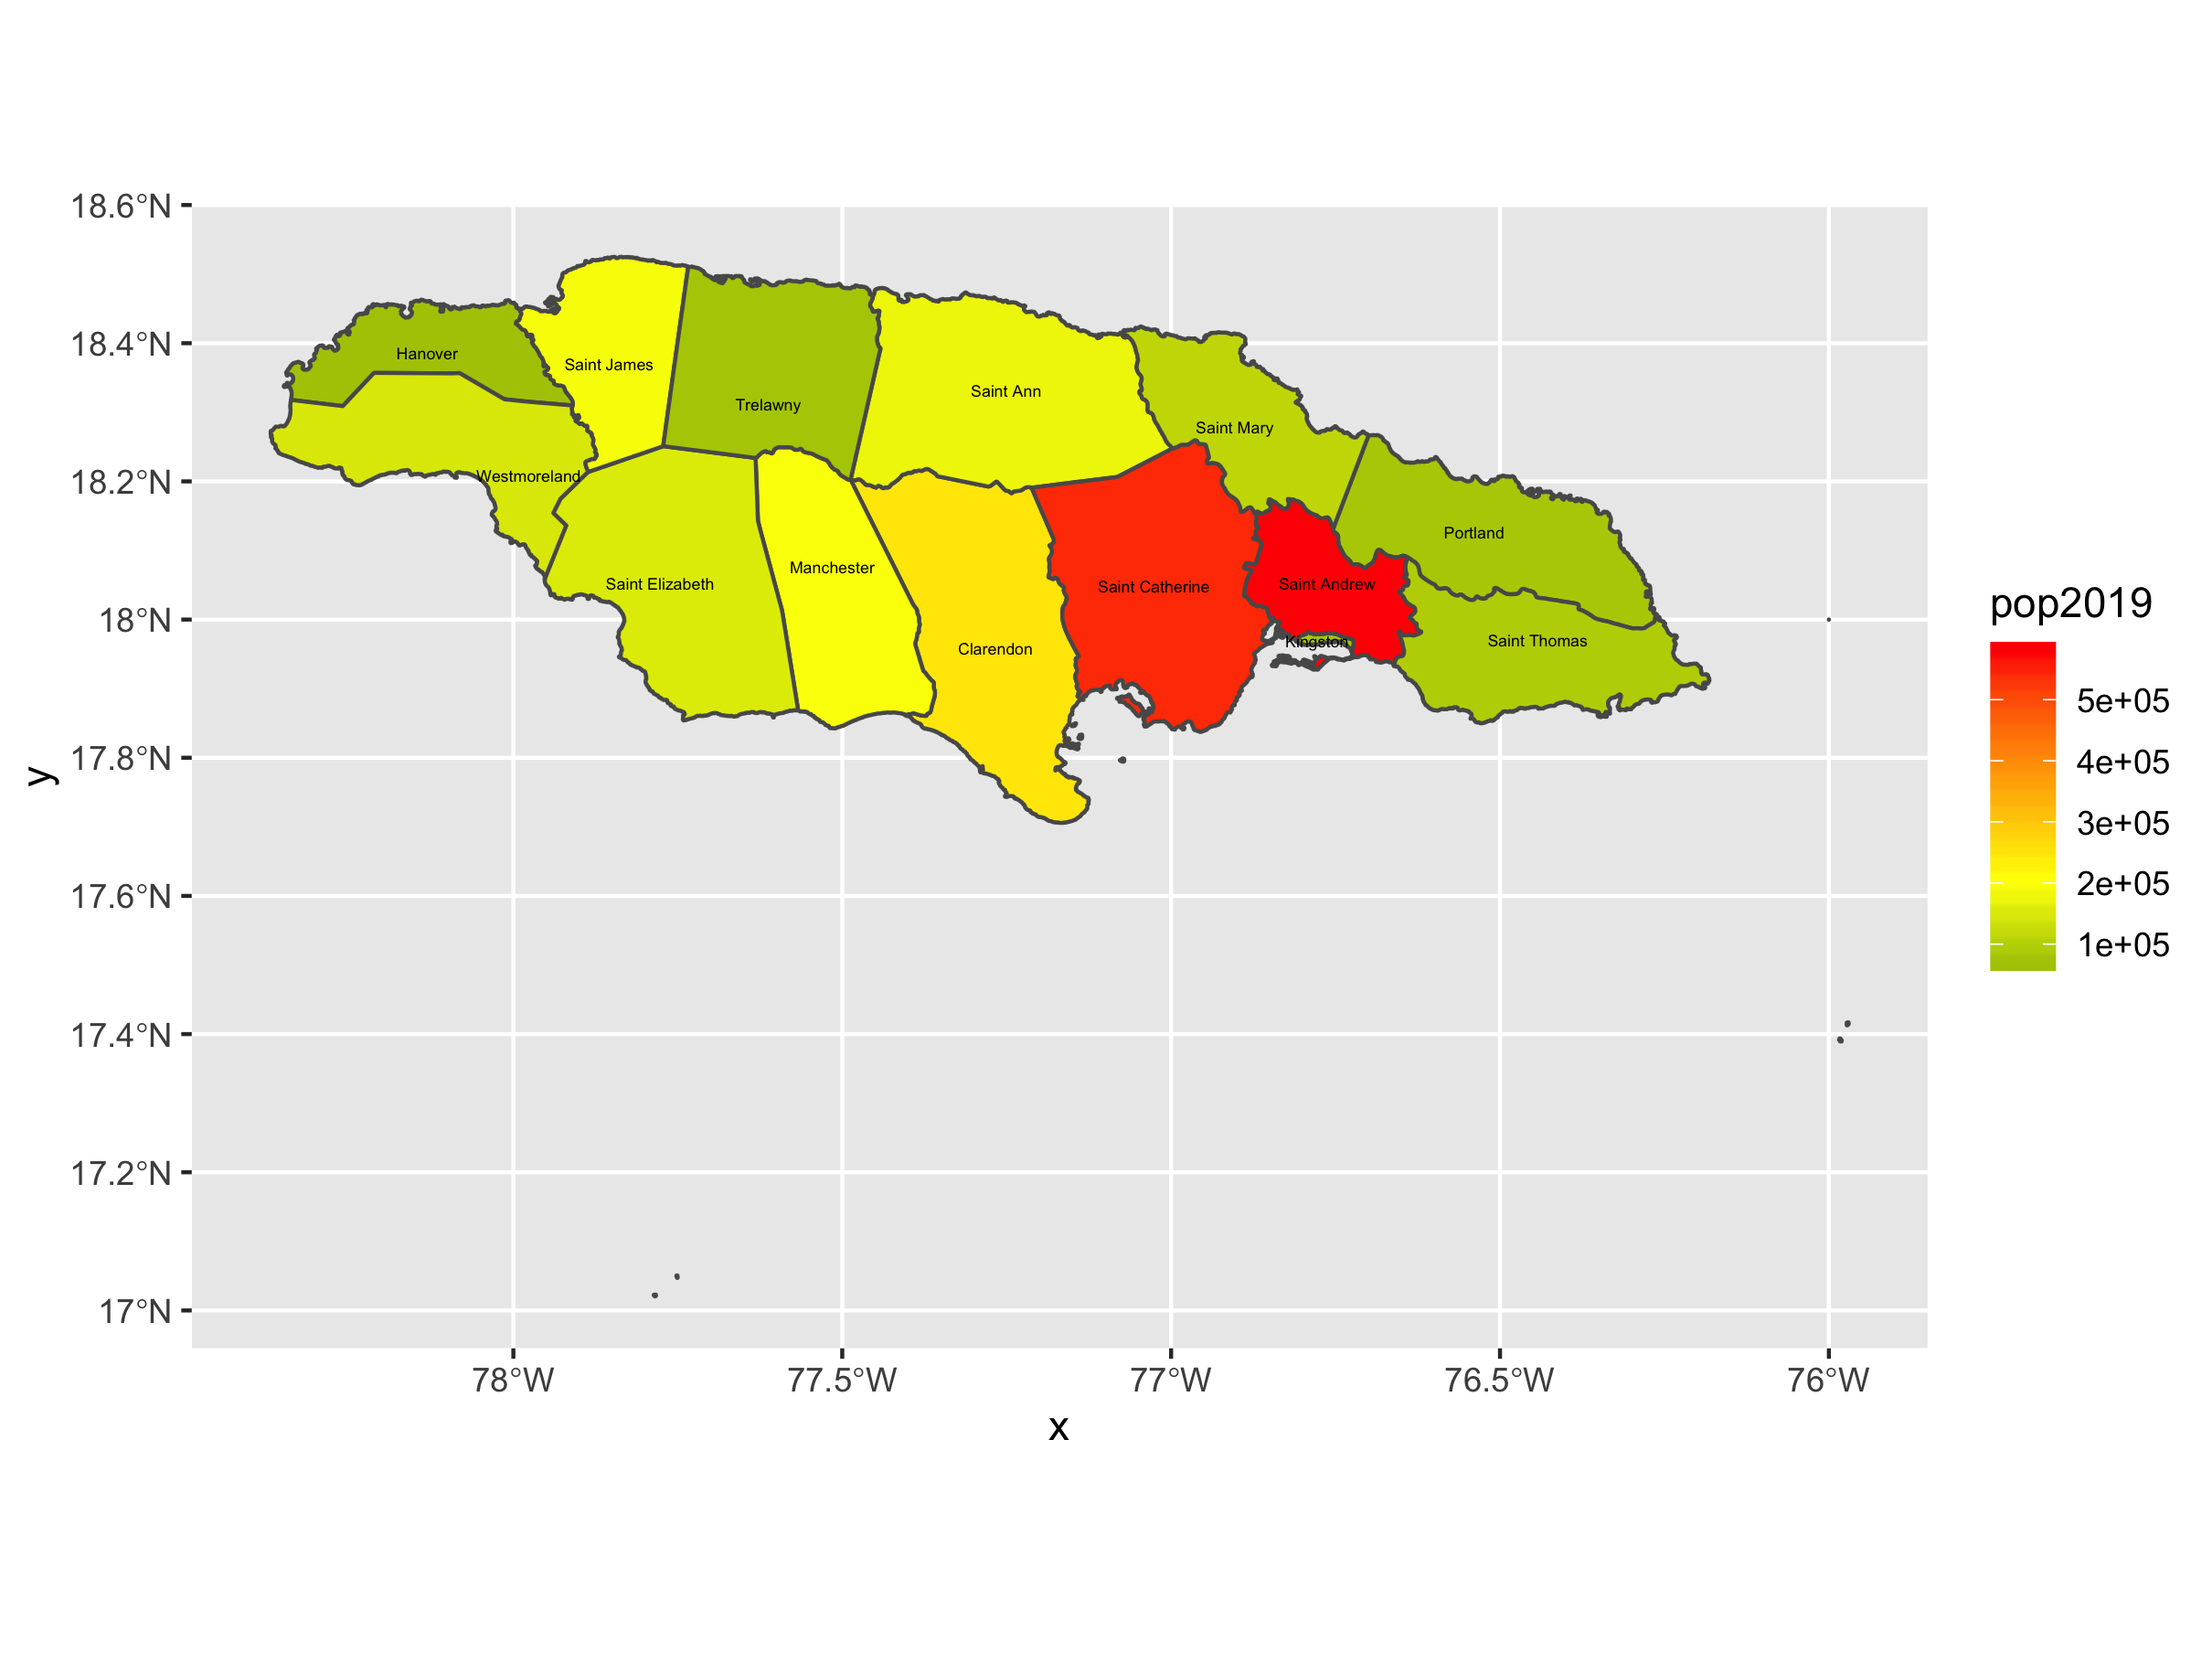 18.6°N
18.4°N
18.2°N
18°N
17.8°N
17.6°N
17.4°N
17.2°N
17°N
y
Hanover
Saint James
Trelawny
Saint Ann
Saint Mary
Westmoreland
Portland
Manchester
Saint Elizabeth
Saint Catherine
Saint Andrew
Kingston
Saint Thomas
Clarendon
78°W
77.5°W
77°W
76.5°W
76°W
x
pop2019
5e+05
4e+05
3e+05
2e+05
1e+05